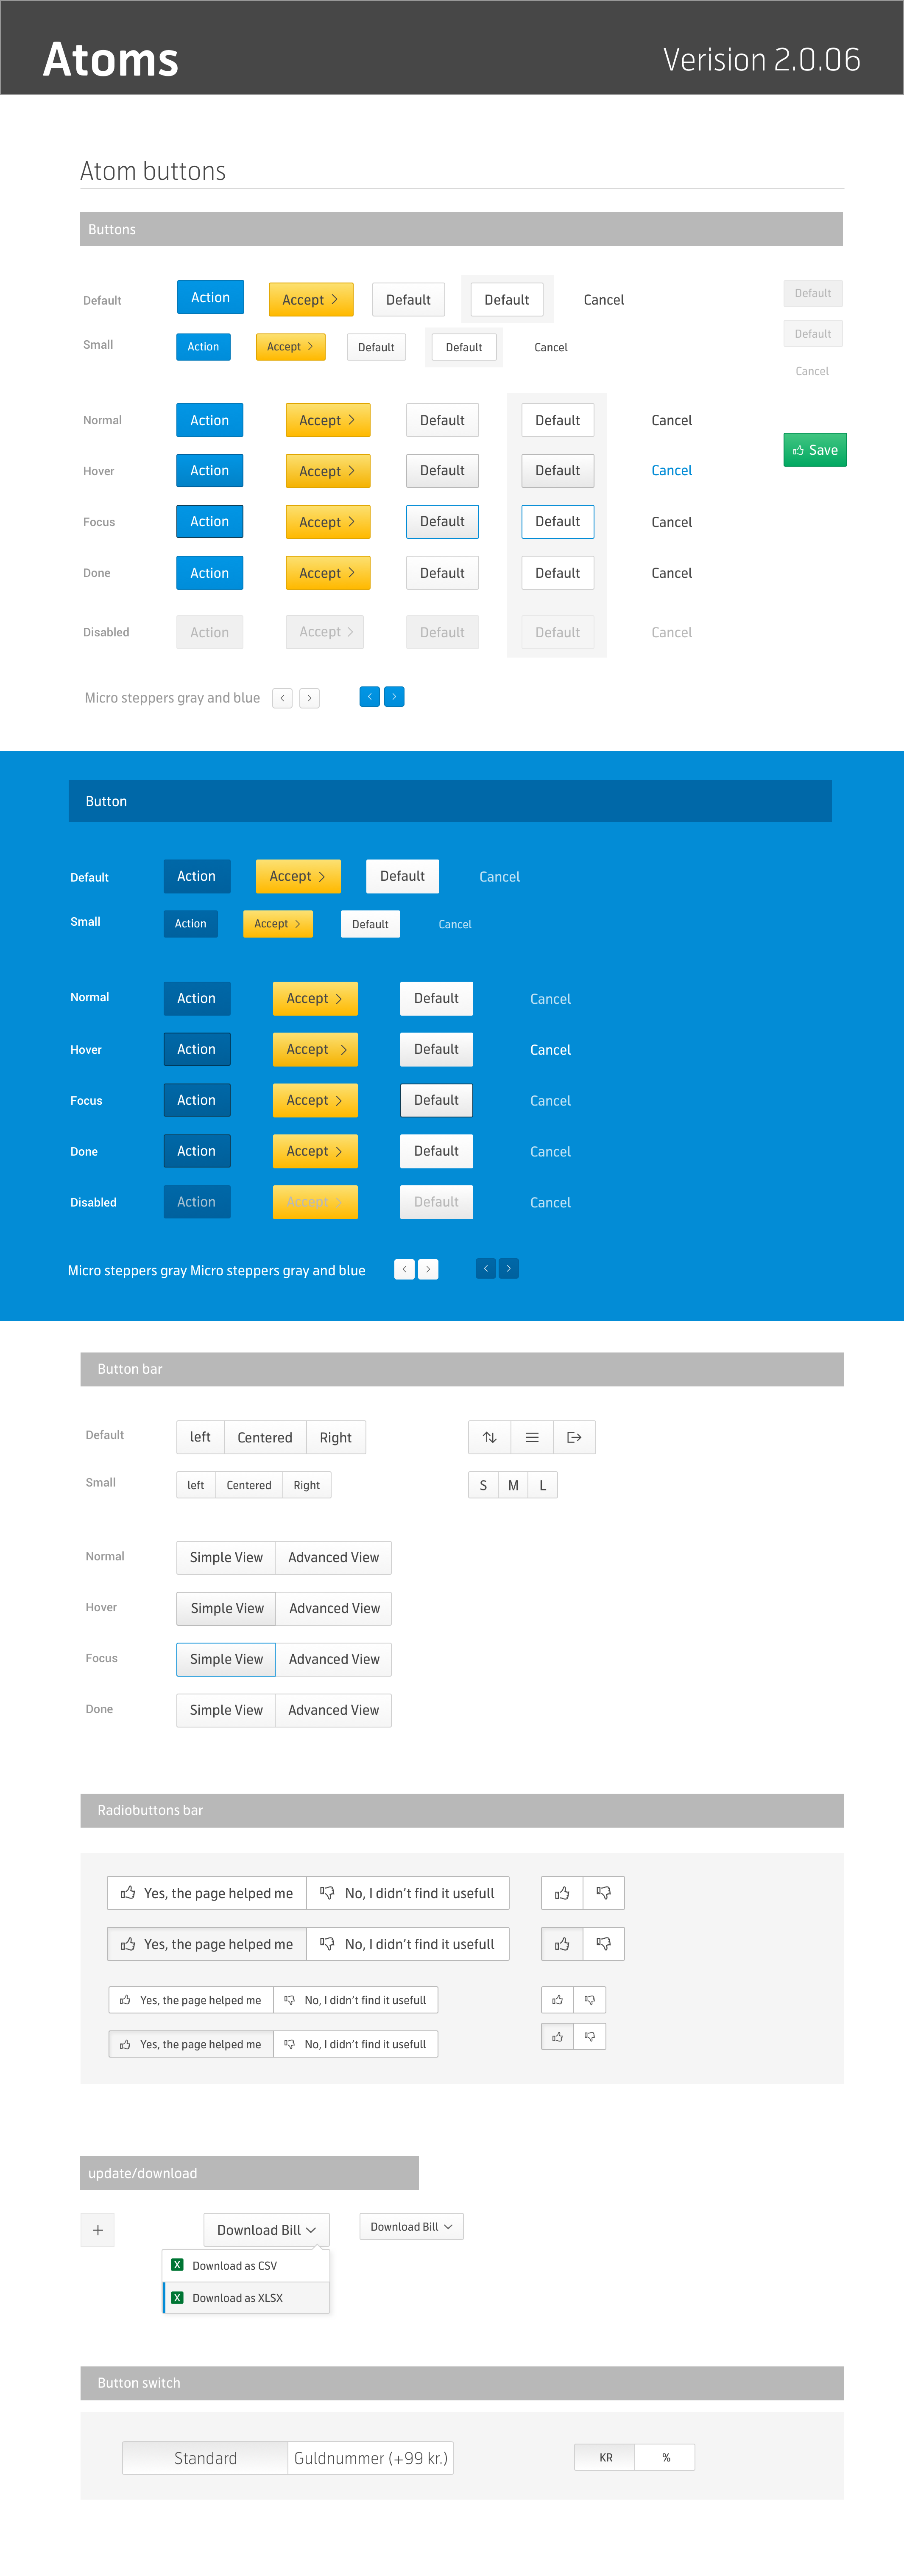 Atoms Verision 2.0.06
Atom buttons
Buttons
Default Action Accept Default Default Cancel Default
Small Action Accept Default Default Cancel Default
Cancel
Normal Action Accept Default Default Cancel
Save
Hover Action Accept Default Default Cancel
Focus Action Accept Default Default Cancel
Done Action Accept Default Default Cancel
Disabled Action Accept Default Default Cancel
Micro steppers gray and blue
Button
Default Action Accept Default Cancel
Small Action Accept Default Cancel
Normal Action Accept Default Cancel
Hover Action Accept Default Cancel
Focus Action Accept Default Cancel
Done Action Accept Default Cancel
Disabled Action Accept Default Cancel
Micro steppers gray Micro steppers gray and blue
Button bar
Default left Centered Right
Small left Centered Right S M L
Normal Simple View Advanced View
Hover Simple View Advanced View
Focus Simple View Advanced View
Done Simple View Advanced View
Radiobuttons bar
Yes, the page helped me No, I didn't find it usefull
Yes, the page helped me No, I didn't find it usefull
Yes, the page helped me No, I didn't find it usefull
Yes, the page helped me No, I didn't find it usefull
update/download
+ Download Bill Download Bill
X Download as CSV
X Download as XLSX
Button switch
Standard Guldnummer (+99 kr.) KR %